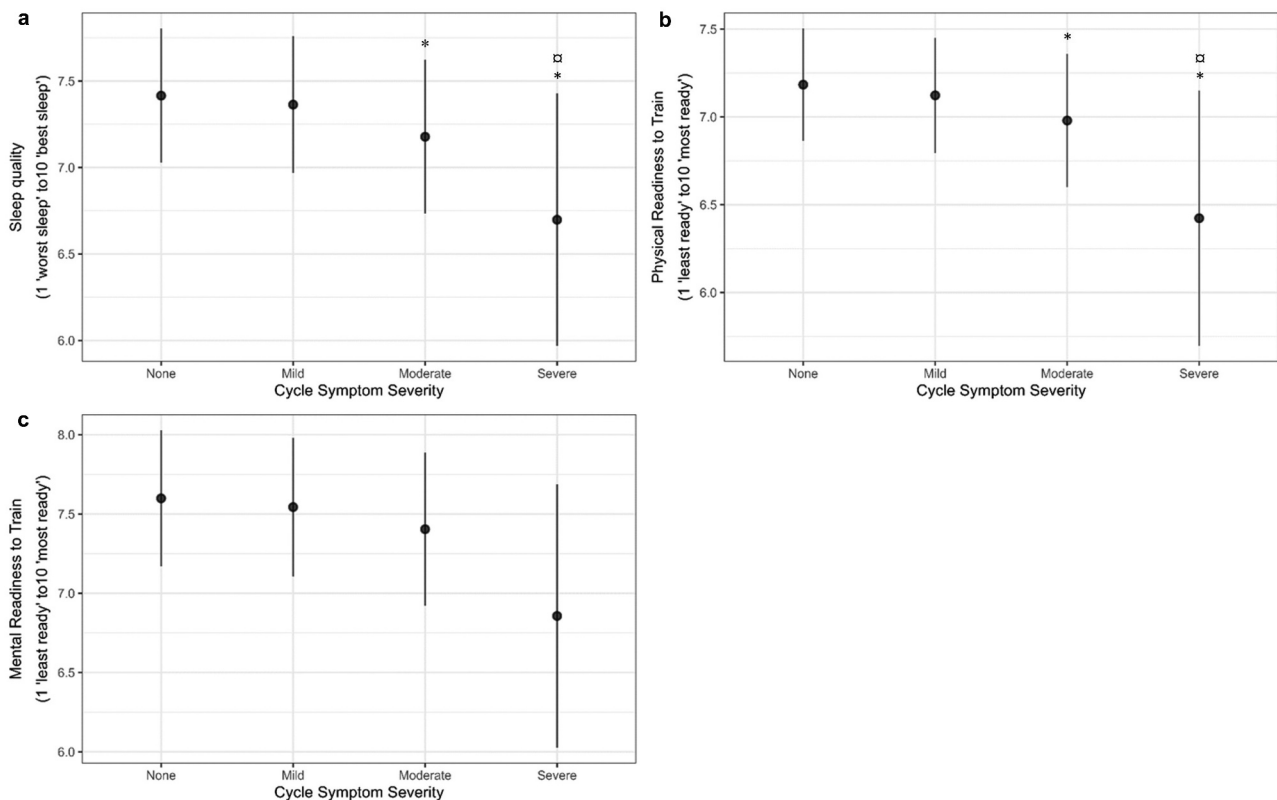 a
Sleep quality
(1 'worst sleep' to10 'best sleep')
7.5
7.0
6.5
6.0
*
¤
*
None Mild Moderate Severe
Cycle Symptom Severity
b
Physical Readiness to Train
(1 'least ready' to10 'most ready')
7.5
7.0
6.5
6.0
*
¤
*
None Mild Moderate Severe
Cycle Symptom Severity
c
Mental Readiness to Train
(1 'least ready' to10 'most ready')
8.0
7.5
7.0
6.5
6.0
None Mild Moderate Severe
Cycle Symptom Severity